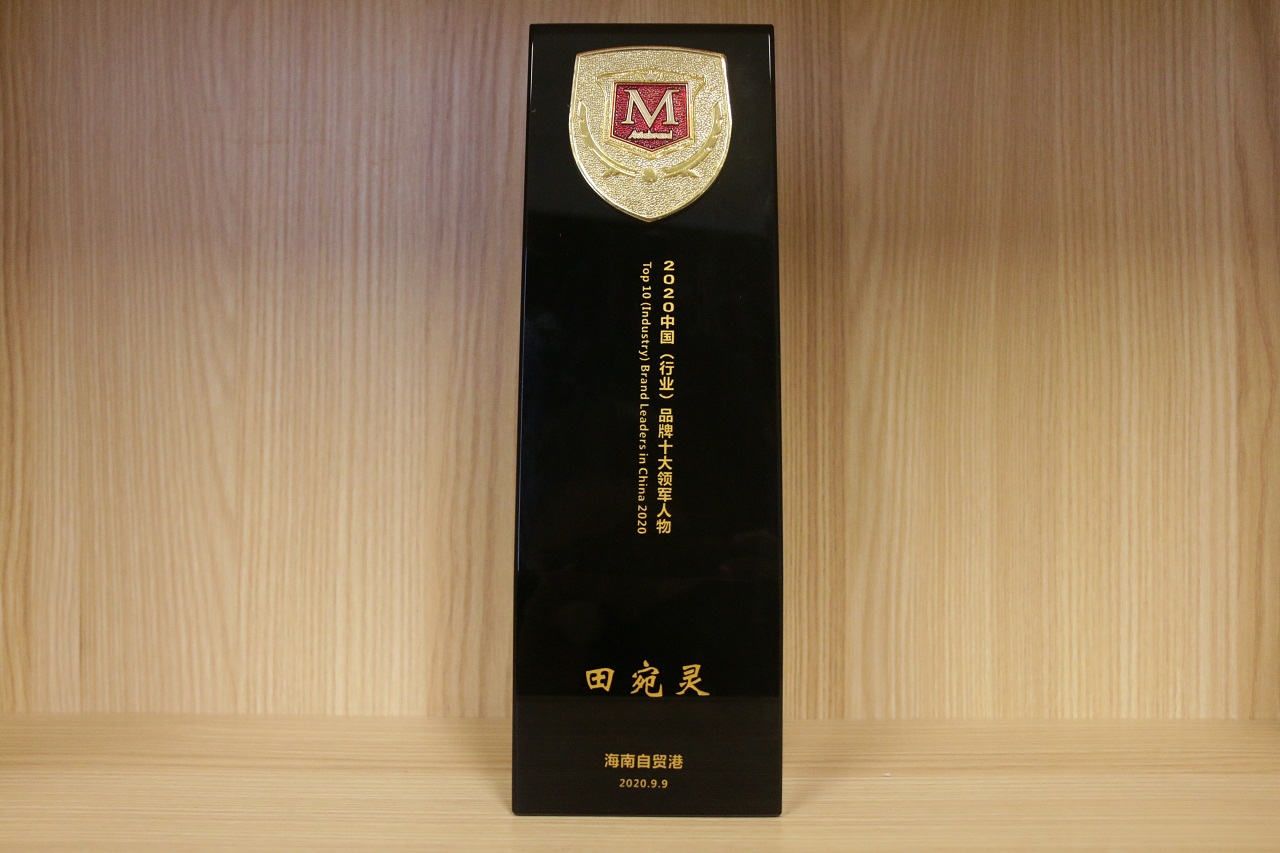 M
2020中国（行业）品牌十大领军人物
Top 10 (Industry) Brand Leaders in China 2020
田宛灵
海南自贸港
2020.9.9